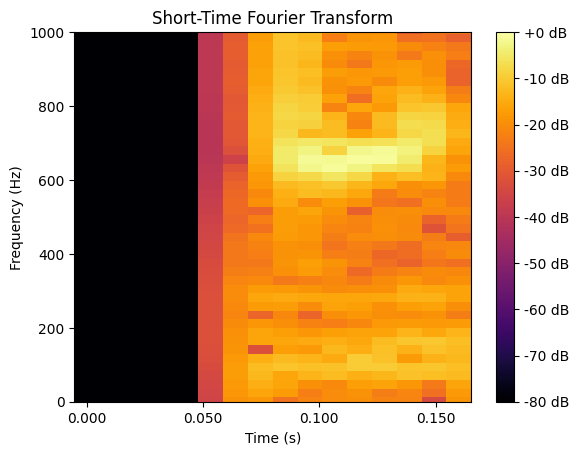 Short-Time Fourier Transform
1000
800
600
400
200
0
Frequency (Hz)
0.000
0.050
0.100
0.150
Time (s)
+0 dB
-10 dB
-20 dB
-30 dB
-40 dB
-50 dB
-60 dB
-70 dB
-80 dB